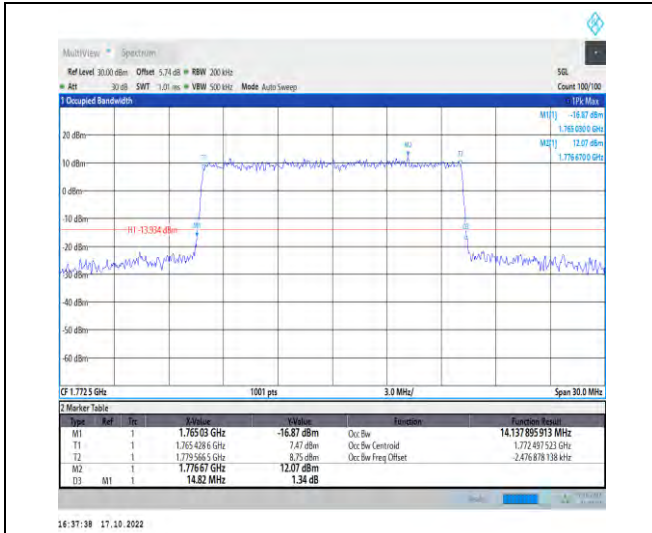 MultiView Spectrum
Ref Level 30.00 dBm Offset 5.74 dB RBW 200 kHz SGL
Att 30 dB SWT 1.01 ms VBW 500 kHz Mode Auto Sweep Count 100/100
1 Occupied Bandwidth 1Pk Max
M1[1] -16.87 dBm
1.765 030 0 GHz
M2[1] 12.07 dBm
1.776 670 0 GHz
20 dBm
M2
T1 T2
10 dBm
0 dBm
-10 dBm
H1 -13.934 dBm
-20 dBm
-30 dBm
-40 dBm
-50 dBm
-60 dBm
CF 1.772 5 GHz 1001 pts 3.0 MHz/ Span 30.0 MHz
2 Marker Table
Type Ref Trc X-Value Y-Value Function Function Result
M1 1 1.765 03 GHz -16.87 dBm Occ Bw 14.137 895 913 MHz
T1 1 1.765 428 6 GHz 7.47 dBm Occ Bw Centroid 1.772 497 523 GHz
T2 1 1.779 566 5 GHz 8.75 dBm Occ Bw Freq Offset -2.476 878 138 kHz
M2 1 1.776 67 GHz 12.07 dBm
D3 M1 1 14.82 MHz 1.34 dB
16:37:38 17.10.2022